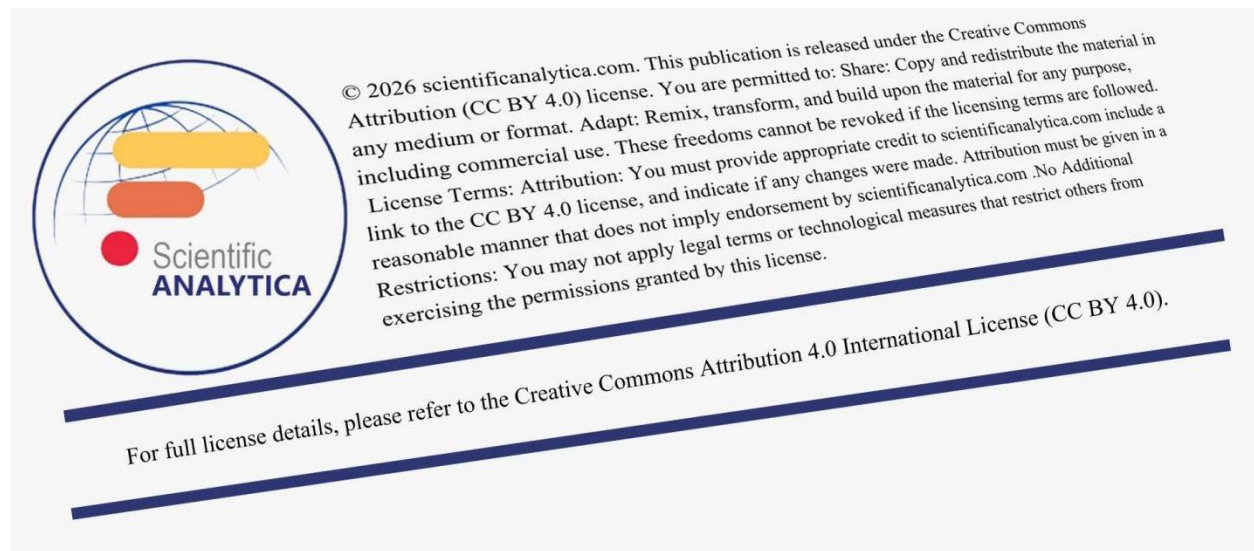 Scientific
ANALYTICA
© 2026 scientificanalytica.com. This publication is released under the Creative Commons
Attribution (CC BY 4.0) license. You are permitted to: Share: Copy and redistribute the material in
any medium or format. Adapt: Remix, transform, and build upon the material for any purpose,
including commercial use. These freedoms cannot be revoked if the licensing terms are followed.
License Terms: Attribution: You must provide appropriate credit to scientificanalytica.com include a
link to the CC BY 4.0 license, and indicate if any changes were made. Attribution must be given in a
reasonable manner that does not imply endorsement by scientificanalytica.com .No Additional
Restrictions: You may not apply legal terms or technological measures that restrict others from
exercising the permissions granted by this license.
For full license details, please refer to the Creative Commons Attribution 4.0 International License (CC BY 4.0).